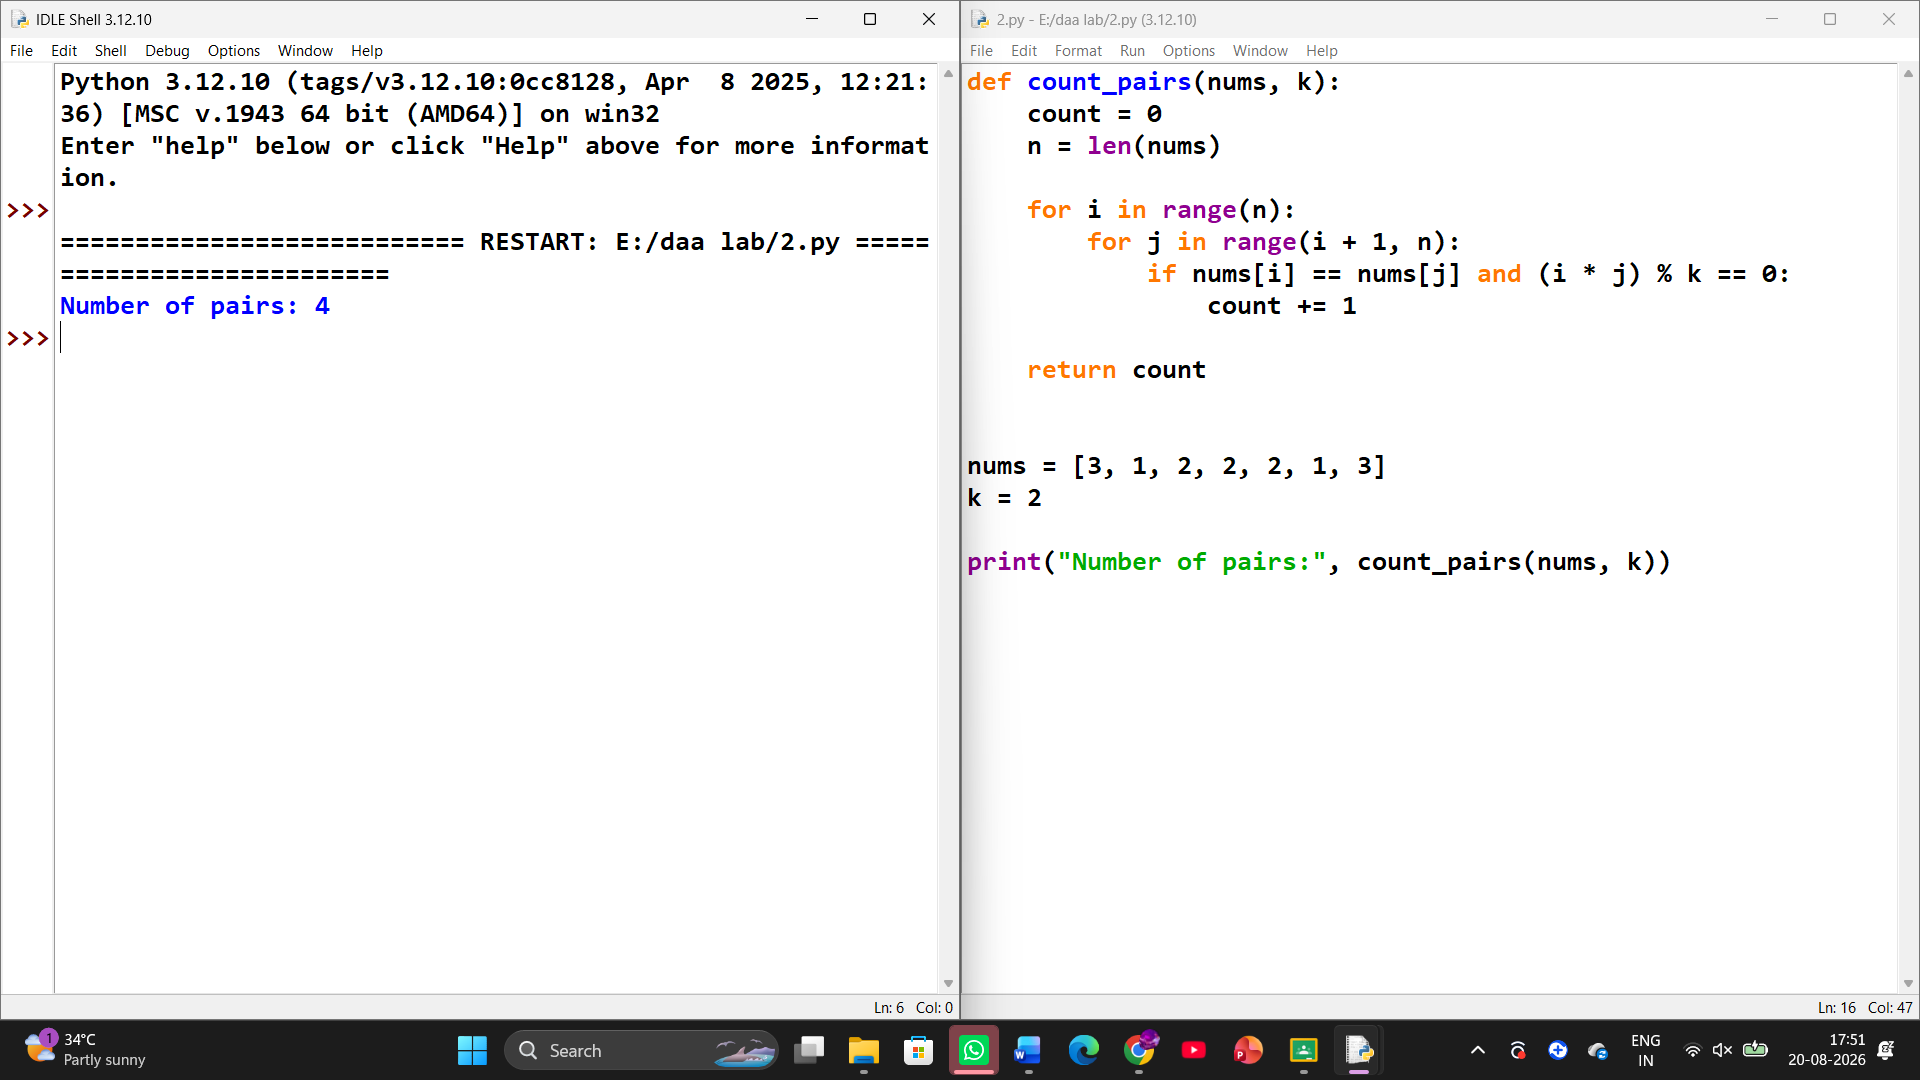 IDLE Shell 3.12.10
File Edit Shell Debug Options Window Help
Python 3.12.10 (tags/v3.12.10:0cc8128, Apr  8 2025, 12:21:
36) [MSC v.1943 64 bit (AMD64)] on win32
Enter "help" below or click "Help" above for more informat
ion.
>>>
=========================== RESTART: E:/daa lab/2.py =====
======================
Number of pairs: 4
>>>
Ln: 6 Col: 0
2.py - E:/daa lab/2.py (3.12.10)
File Edit Format Run Options Window Help
def count_pairs(nums, k):
    count = 0
    n = len(nums)
    for i in range(n):
        for j in range(i + 1, n):
            if nums[i] == nums[j] and (i * j) % k == 0:
                count += 1
    return count
nums = [3, 1, 2, 2, 2, 1, 3]
k = 2
print("Number of pairs:", count_pairs(nums, k))
Ln: 16 Col: 47
1
34°C
Partly sunny
Search
W
P
ENG
IN
17:51
20-08-2026